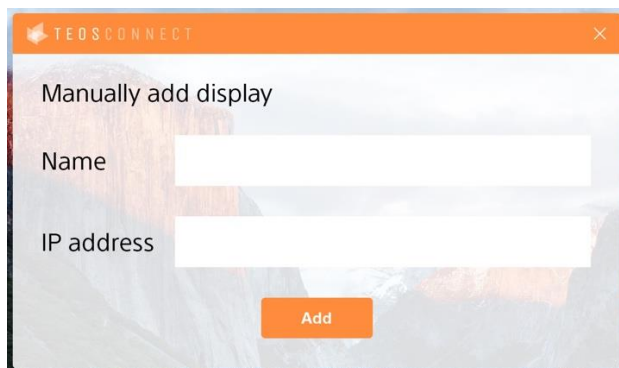 TEOSCONNECT
Manually add display
Name
IP address
Add